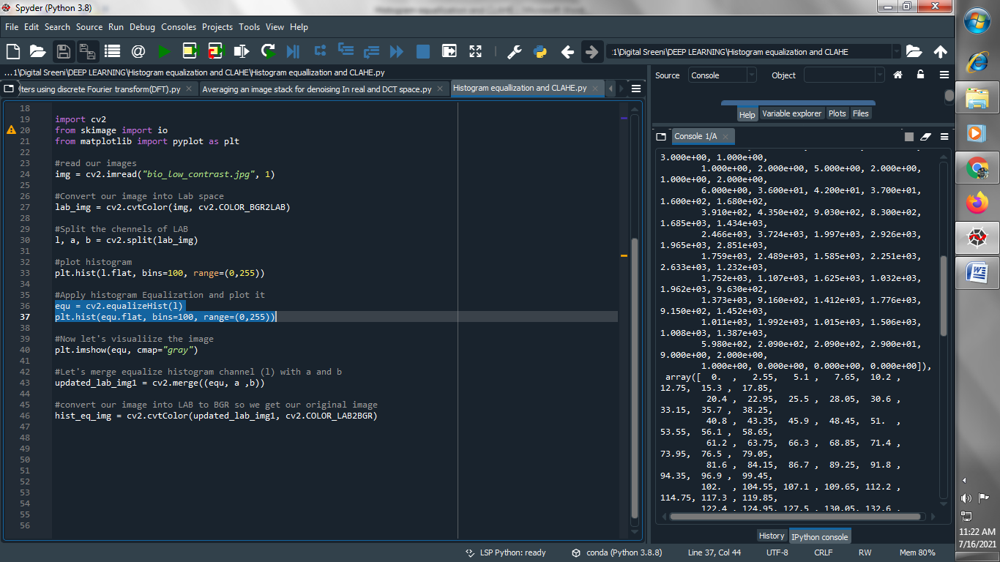 Spyder (Python 3.8)
File Edit Search Source Run Debug Consoles Projects Tools View Help
:1\Digital Sreeni\DEEP LEARNING\Histogram equalization and CLAHE
...1\Digital Sreeni\DEEP LEARNING\Histogram equalization and CLAHE\Histogram equallization and CLAHE.py
ters using discrete Fourier transform(DFT).py Averaging an image stack for denoising In real and DCT space.py Histogram equallization and CLAHE.py
18
19 import cv2
20 from skimage import io
21 from matplotlib import pyplot as plt
22
23 #read our images
24 img = cv2.imread("bio_low_contrast.jpg", 1)
25
26 #Convert our image into Lab space
27 lab_img = cv2.cvtColor(img, cv2.COLOR_BGR2LAB)
28
29 #Split the chennels of LAB
30 l, a, b = cv2.split(lab_img)
31
32 #plot histogram
33 plt.hist(l.flat, bins=100, range=(0,255))
34
35 #Apply histogram Equalization and plot it
36 equ = cv2.equalizeHist(l)
37 plt.hist(equ.flat, bins=100, range=(0,255))
38
39 #Now let's visualiize the image
40 plt.imshow(equ, cmap="gray")
41
42 #Let's merge equalize histogram channel (l) with a and b
43 updated_lab_img1 = cv2.merge((equ, a ,b))
44
45 #convert our image into LAB to BGR so we get our original image
46 hist_eq_img = cv2.cvtColor(updated_lab_img1, cv2.COLOR_LAB2BGR)
47
48
49
50
51
52
53
54
55
56
Source Console Object
Help Variable explorer Plots Files
Console 1/A
3.000e+00, 1.000e+00,
1.000e+00, 2.000e+00, 5.000e+00, 2.000e+00,
1.000e+00, 2.000e+00,
6.000e+00, 3.600e+01, 4.200e+01, 3.700e+01,
1.600e+02, 1.680e+02,
3.910e+02, 4.350e+02, 9.030e+02, 8.300e+02,
1.685e+03, 1.434e+03,
2.466e+03, 3.724e+03, 1.997e+03, 2.926e+03,
1.965e+03, 2.851e+03,
1.759e+03, 2.489e+03, 1.585e+03, 2.251e+03,
2.633e+03, 1.232e+03,
1.752e+03, 1.107e+03, 1.625e+03, 1.032e+03,
1.962e+03, 9.630e+02,
1.373e+03, 9.160e+02, 1.412e+03, 1.776e+03,
9.150e+02, 1.452e+03,
1.011e+03, 1.992e+03, 1.015e+03, 1.506e+03,
1.008e+03, 1.387e+03,
5.980e+02, 2.090e+02, 2.090e+02, 2.900e+01,
9.000e+00, 2.000e+00,
1.000e+00, 0.000e+00, 0.000e+00, 0.000e+00]),
array([ 0. , 2.55, 5.1 , 7.65, 10.2 ,
12.75, 15.3 , 17.85,
20.4 , 22.95, 25.5 , 28.05, 30.6 ,
33.15, 35.7 , 38.25,
40.8 , 43.35, 45.9 , 48.45, 51. ,
53.55, 56.1 , 58.65,
61.2 , 63.75, 66.3 , 68.85, 71.4 ,
73.95, 76.5 , 79.05,
81.6 , 84.15, 86.7 , 89.25, 91.8 ,
94.35, 96.9 , 99.45,
102. , 104.55, 107.1 , 109.65, 112.2 ,
114.75, 117.3 , 119.85,
122.4 , 124.95, 127.5 , 130.05, 132.6 ,
History IPython console
LSP Python: ready conda (Python 3.8.8) Line 37, Col 44 UTF-8 CRLF RW Mem 80%
11:22 AM
7/16/2021